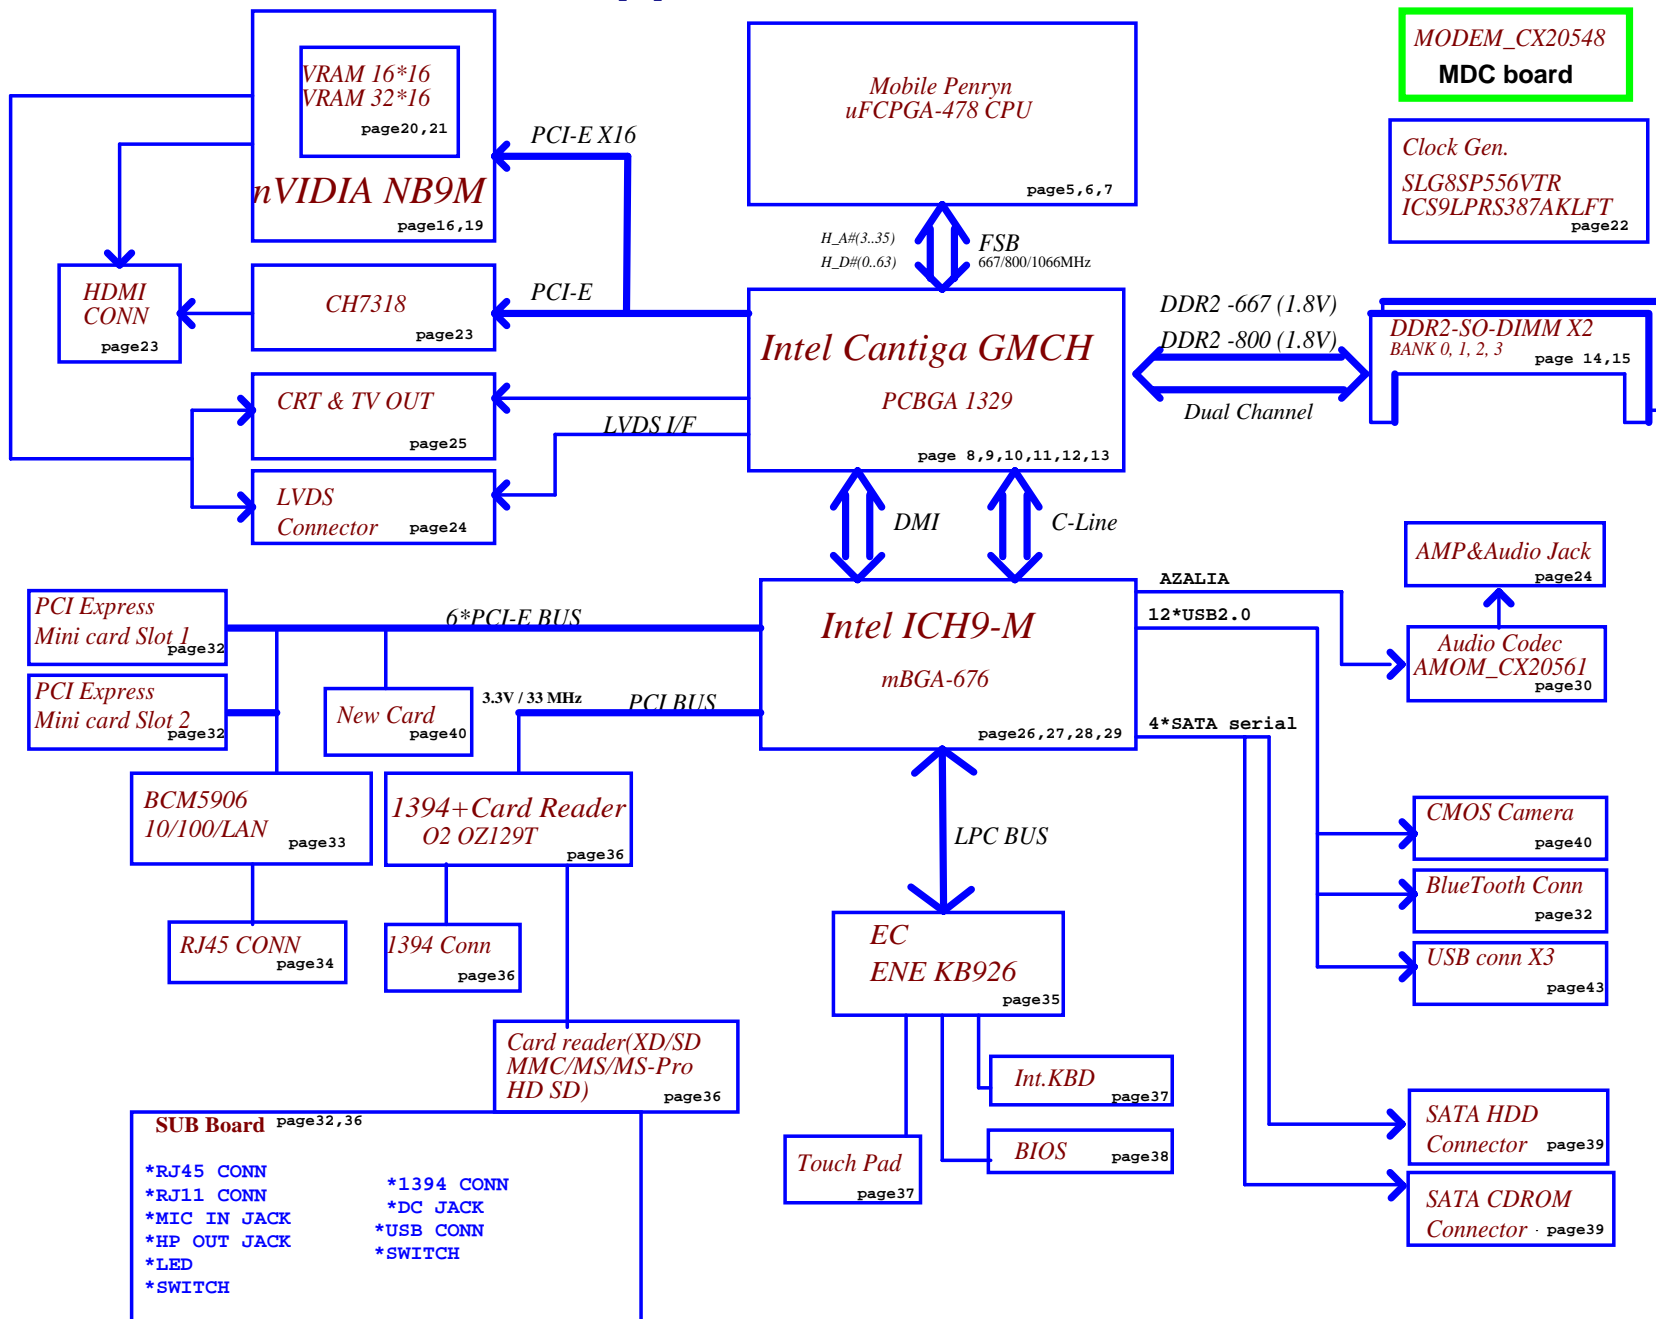 VRAM 16*16
VRAM 32*16
page20,21
nVIDIA NB9M
page16,19
PCI-E X16
Mobile Penryn
uFCPGA-478 CPU
page5,6,7
MODEM_CX20548
MDC board
Clock Gen.
SLG8SP556VTR
ICS9LPRS387AKLFT
page22
H_A#(3..35)
H_D#(0..63)
FSB
667/800/1066MHz
HDMI
CONN
page23
CH7318
page23
PCI-E
Intel Cantiga GMCH
PCBGA 1329
page 8,9,10,11,12,13
DDR2 -667 (1.8V)
DDR2 -800 (1.8V)
Dual Channel
DDR2-SO-DIMM X2
BANK 0, 1, 2, 3
page 14,15
CRT & TV OUT
page25
LVDS I/F
LVDS
Connector
page24
DMI
C-Line
AMP&Audio Jack
page24
Audio Codec
AMOM_CX20561
page30
PCI Express
Mini card Slot 1
page32
PCI Express
Mini card Slot 2
page32
6*PCI-E BUS
Intel ICH9-M
mBGA-676
page26,27,28,29
AZALIA
12*USB2.0
4*SATA serial
New Card
page40
3.3V / 33 MHz
PCI BUS
BCM5906
10/100/LAN
page33
1394+Card Reader
O2 OZ129T
page36
LPC BUS
CMOS Camera
page40
BlueTooth Conn
page32
USB conn X3
page43
RJ45 CONN
page34
1394 Conn
page36
EC
ENE KB926
page35
Card reader(XD/SD
MMC/MS/MS-Pro
HD SD)
page36
Int.KBD
page37
BIOS
page38
Touch Pad
page37
SATA HDD
Connector
page39
SATA CDROM
Connector
page39
SUB Board
page32,36
*RJ45 CONN
*RJ11 CONN
*MIC IN JACK
*HP OUT JACK
*LED
*SWITCH
*1394 CONN
*DC JACK
*USB CONN
*SWITCH